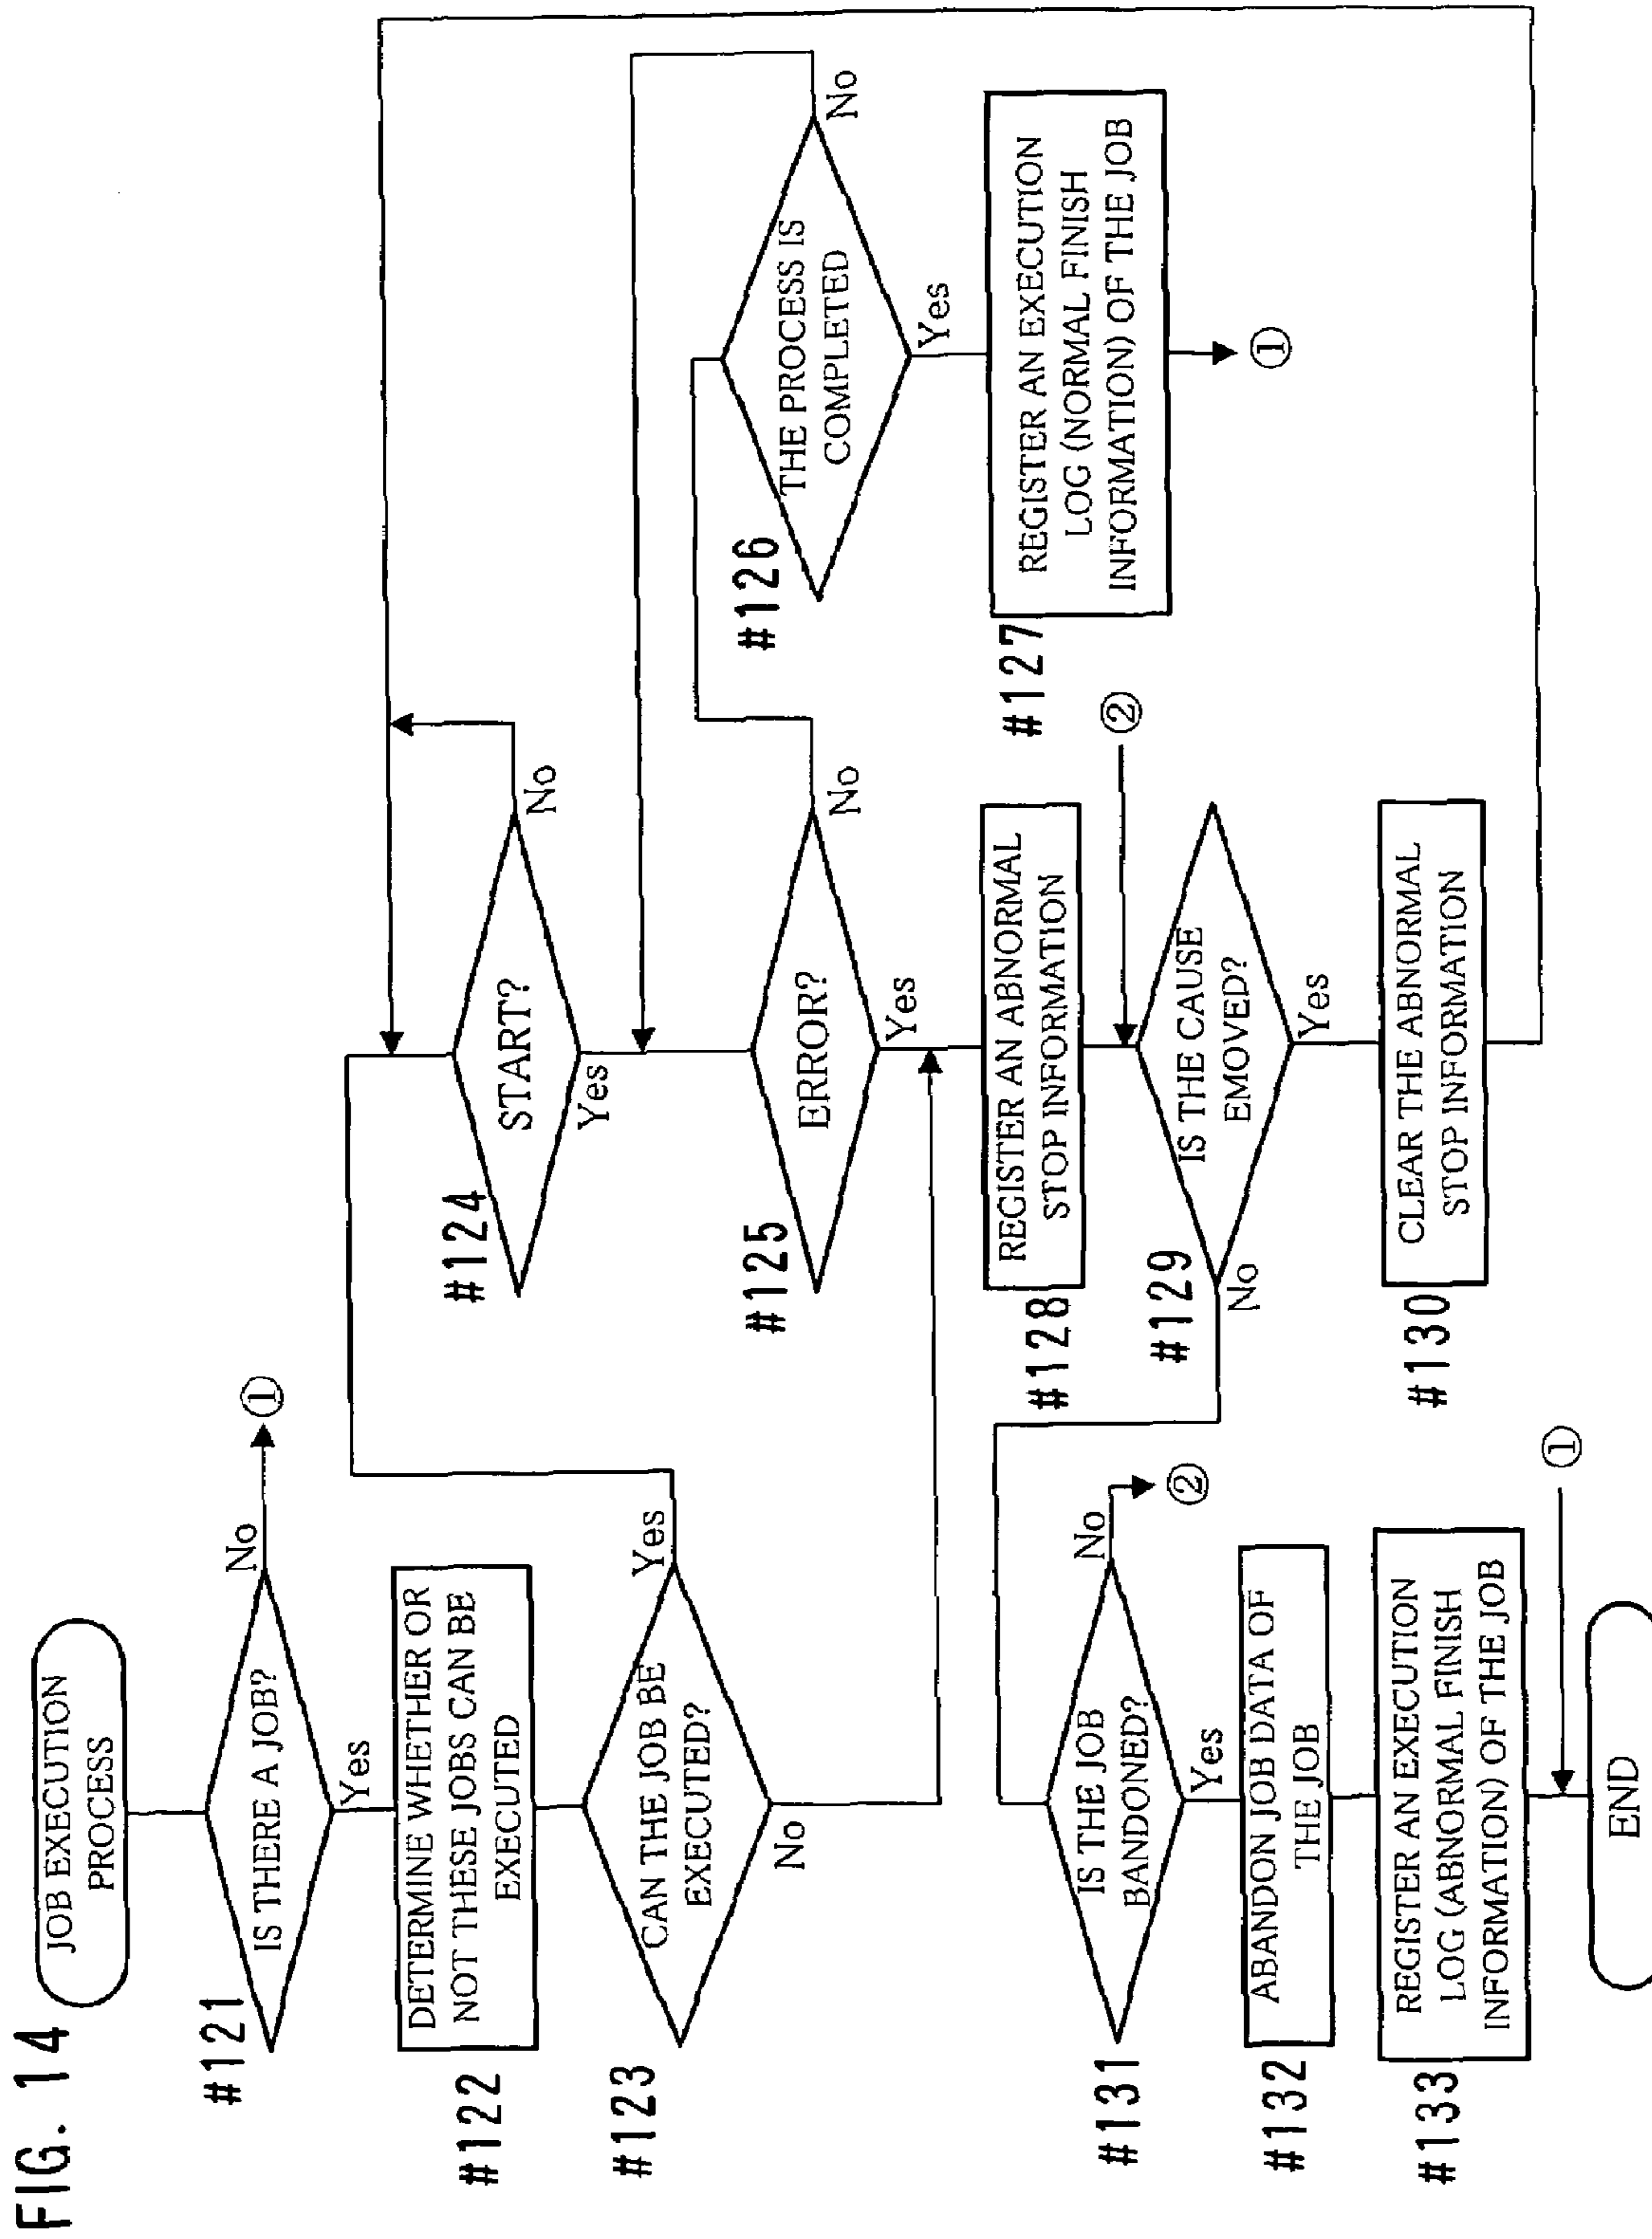 FIG. 14
JOB EXECUTION
PROCESS
#121
IS THERE A JOB?
No
①
Yes
#122
DETERMINE WHETHER OR
NOT THESE JOBS CAN BE
EXECUTED
#123
CAN THE JOB BE
EXECUTED?
Yes
No
#124
START?
No
Yes
#125
ERROR?
No
Yes
#126
THE PROCESS IS
COMPLETED
No
Yes
#127
REGISTER AN EXECUTION
LOG (NORMAL FINISH
INFORMATION) OF THE JOB
①
#128
REGISTER AN ABNORMAL
STOP INFORMATION
②
#129
IS THE CAUSE
EMOVED?
No
Yes
#130
CLEAR THE ABNORMAL
STOP INFORMATION
#131
IS THE JOB
BANDONED?
No
②
Yes
#132
ABANDON JOB DATA OF
THE JOB
#133
REGISTER AN EXECUTION
LOG (ABNORMAL FINISH
INFORMATION) OF THE JOB
①
END